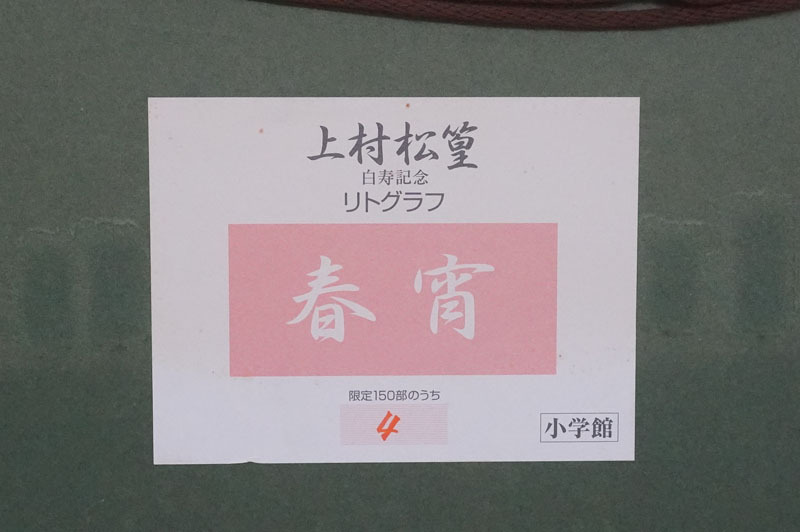 上村松篁
白寿記念
リトグラフ
春宵
限定150部のうち
4
小学館